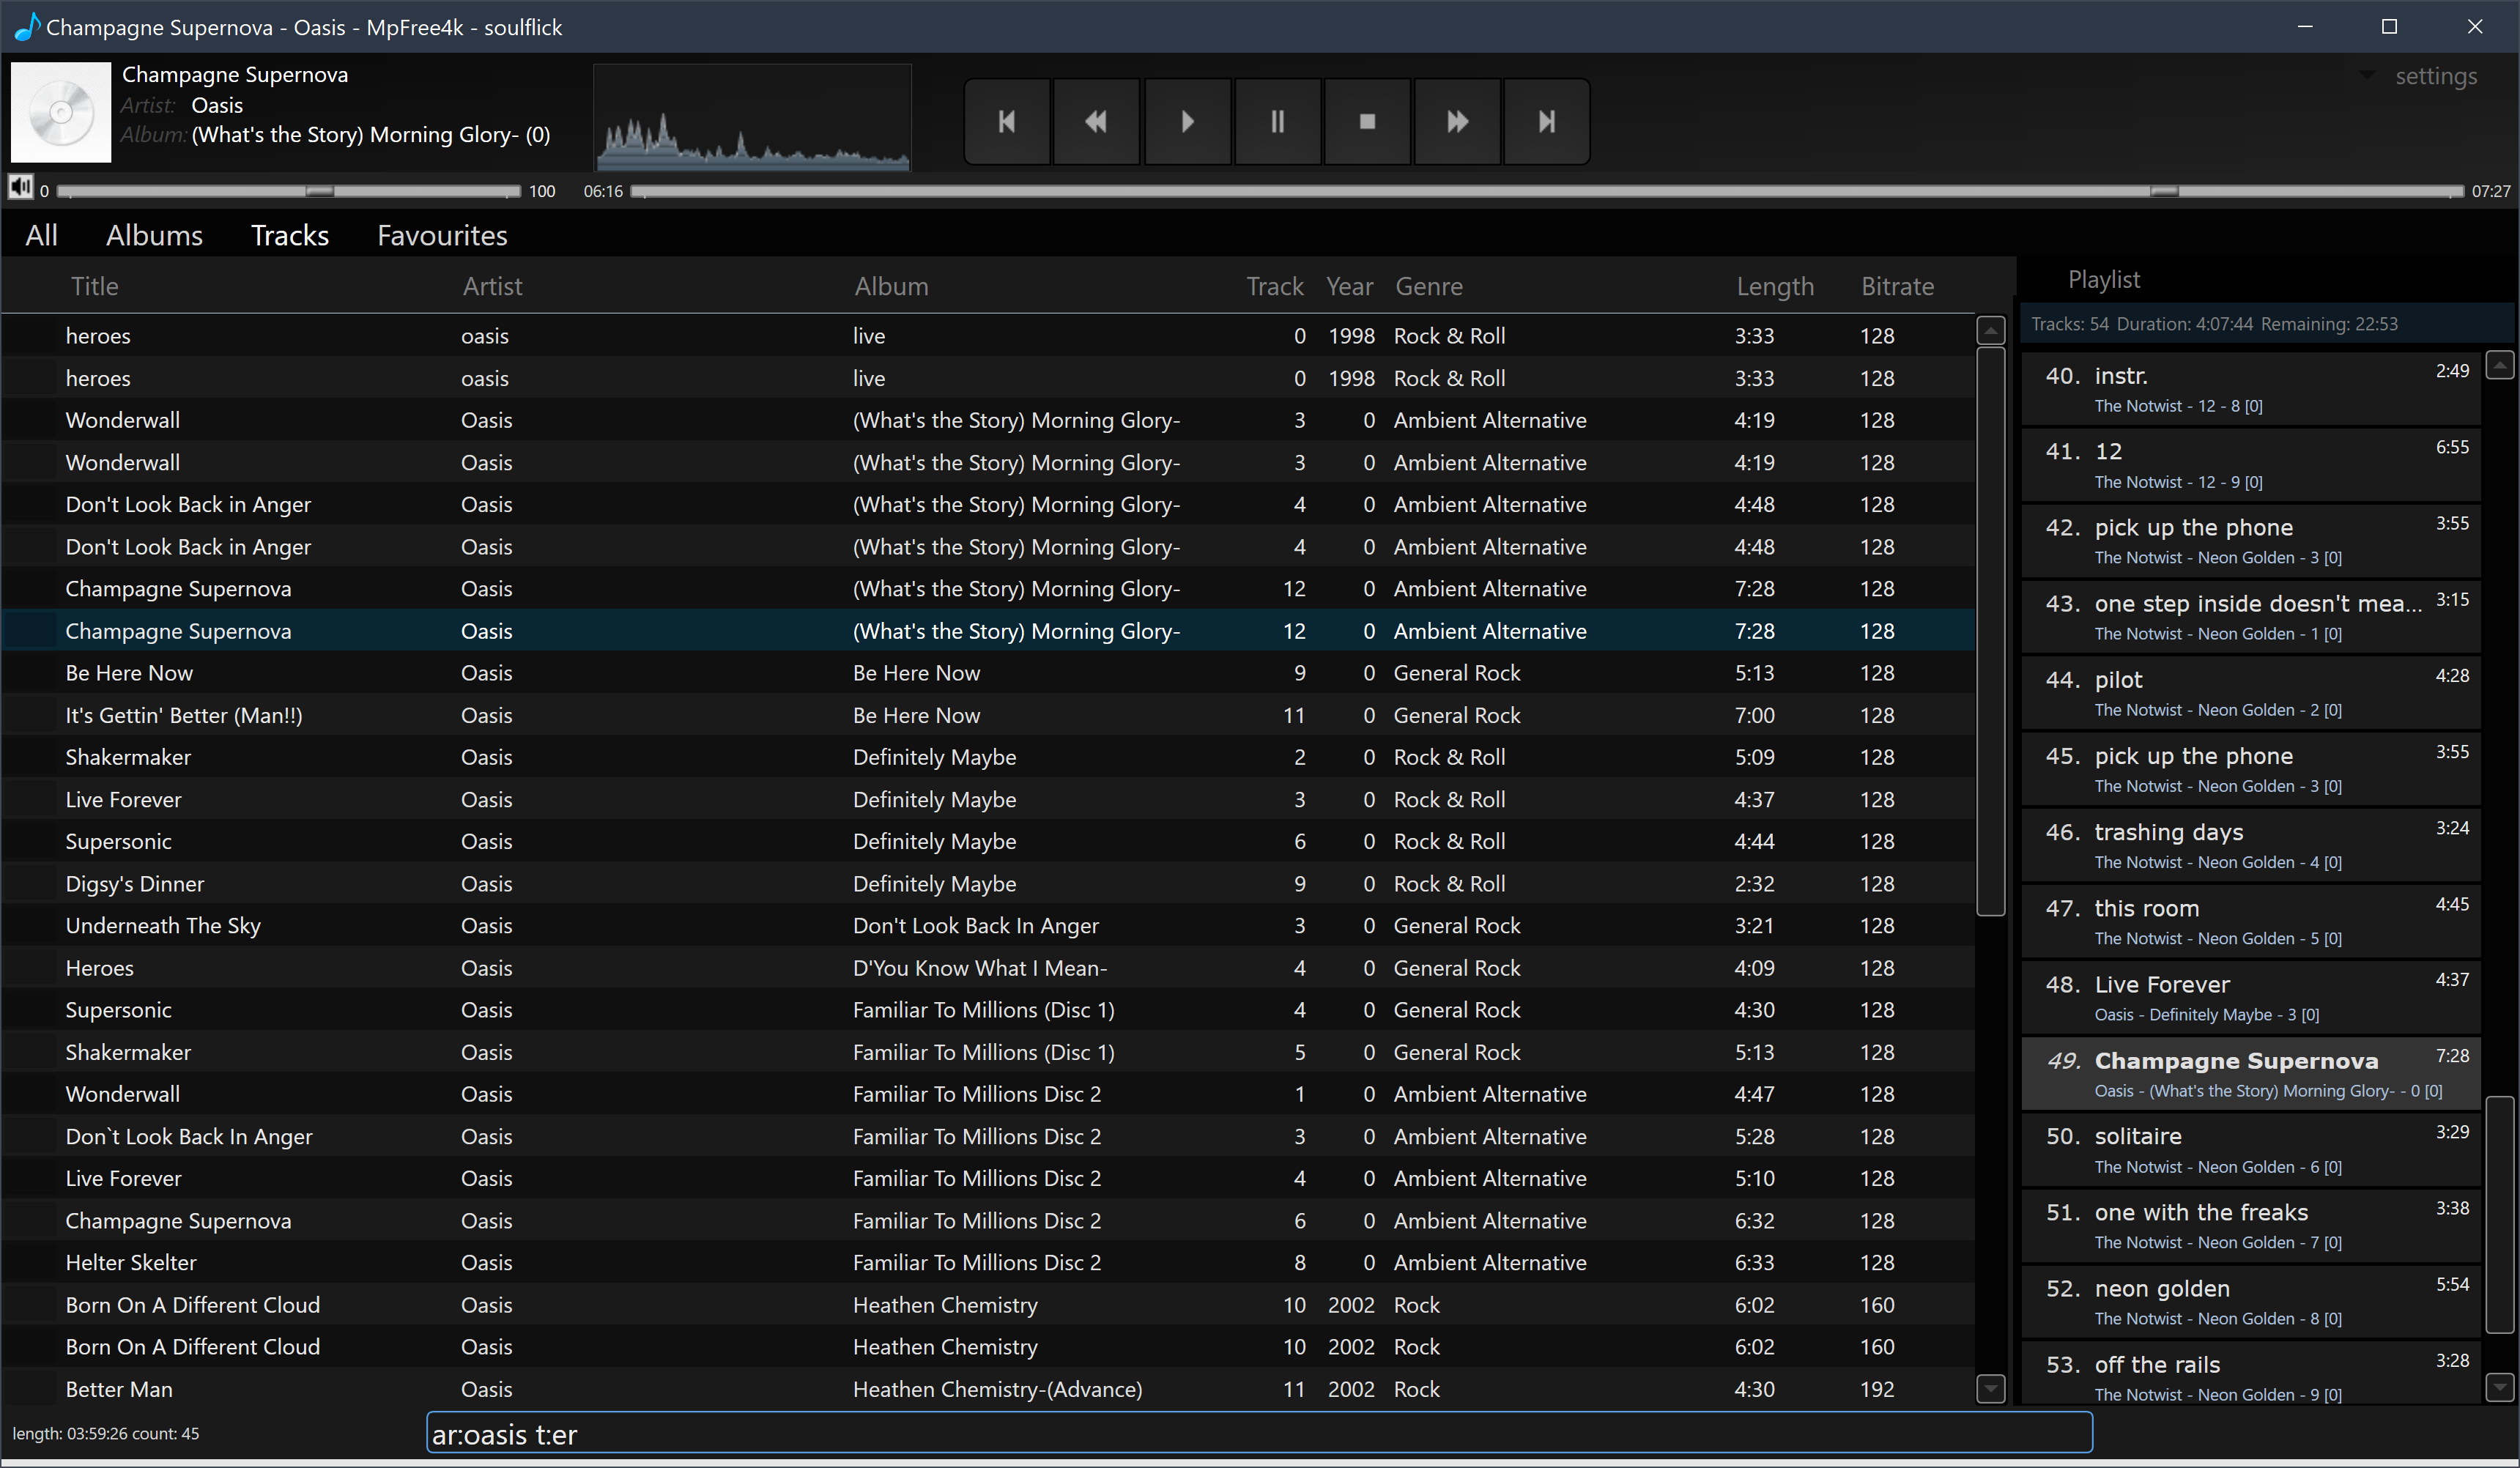 Champagne Supernova - Oasis - MpFree4k - soulflick
Champagne Supernova
Artist: Oasis
Album: (What's the Story) Morning Glory- (0)
settings
0 100 06:16 07:27
All Albums Tracks Favourites
Title Artist Album Track Year Genre Length Bitrate
heroes oasis live 0 1998 Rock & Roll 3:33 128
heroes oasis live 0 1998 Rock & Roll 3:33 128
Wonderwall Oasis (What's the Story) Morning Glory- 3 0 Ambient Alternative 4:19 128
Wonderwall Oasis (What's the Story) Morning Glory- 3 0 Ambient Alternative 4:19 128
Don't Look Back in Anger Oasis (What's the Story) Morning Glory- 4 0 Ambient Alternative 4:48 128
Don't Look Back in Anger Oasis (What's the Story) Morning Glory- 4 0 Ambient Alternative 4:48 128
Champagne Supernova Oasis (What's the Story) Morning Glory- 12 0 Ambient Alternative 7:28 128
Champagne Supernova Oasis (What's the Story) Morning Glory- 12 0 Ambient Alternative 7:28 128
Be Here Now Oasis Be Here Now 9 0 General Rock 5:13 128
It's Gettin' Better (Man!!) Oasis Be Here Now 11 0 General Rock 7:00 128
Shakermaker Oasis Definitely Maybe 2 0 Rock & Roll 5:09 128
Live Forever Oasis Definitely Maybe 3 0 Rock & Roll 4:37 128
Supersonic Oasis Definitely Maybe 6 0 Rock & Roll 4:44 128
Digsy's Dinner Oasis Definitely Maybe 9 0 Rock & Roll 2:32 128
Underneath The Sky Oasis Don't Look Back In Anger 3 0 General Rock 3:21 128
Heroes Oasis D'You Know What I Mean- 4 0 General Rock 4:09 128
Supersonic Oasis Familiar To Millions (Disc 1) 4 0 General Rock 4:30 128
Shakermaker Oasis Familiar To Millions (Disc 1) 5 0 General Rock 5:13 128
Wonderwall Oasis Familiar To Millions Disc 2 1 0 Ambient Alternative 4:47 128
Don`t Look Back In Anger Oasis Familiar To Millions Disc 2 3 0 Ambient Alternative 5:28 128
Live Forever Oasis Familiar To Millions Disc 2 4 0 Ambient Alternative 5:10 128
Champagne Supernova Oasis Familiar To Millions Disc 2 6 0 Ambient Alternative 6:32 128
Helter Skelter Oasis Familiar To Millions Disc 2 8 0 Ambient Alternative 6:33 128
Born On A Different Cloud Oasis Heathen Chemistry 10 2002 Rock 6:02 160
Born On A Different Cloud Oasis Heathen Chemistry 10 2002 Rock 6:02 160
Better Man Oasis Heathen Chemistry-(Advance) 11 2002 Rock 4:30 192
Playlist
Tracks: 54 Duration: 4:07:44 Remaining: 22:53
40. instr. 2:49
The Notwist - 12 - 8 [0]
41. 12 6:55
The Notwist - 12 - 9 [0]
42. pick up the phone 3:55
The Notwist - Neon Golden - 3 [0]
43. one step inside doesn't mea... 3:15
The Notwist - Neon Golden - 1 [0]
44. pilot 4:28
The Notwist - Neon Golden - 2 [0]
45. pick up the phone 3:55
The Notwist - Neon Golden - 3 [0]
46. trashing days 3:24
The Notwist - Neon Golden - 4 [0]
47. this room 4:45
The Notwist - Neon Golden - 5 [0]
48. Live Forever 4:37
Oasis - Definitely Maybe - 3 [0]
49. Champagne Supernova 7:28
Oasis - (What's the Story) Morning Glory- - 0 [0]
50. solitaire 3:29
The Notwist - Neon Golden - 6 [0]
51. one with the freaks 3:38
The Notwist - Neon Golden - 7 [0]
52. neon golden 5:54
The Notwist - Neon Golden - 8 [0]
53. off the rails 3:28
The Notwist - Neon Golden - 9 [0]
length: 03:59:26 count: 45
ar:oasis t:er